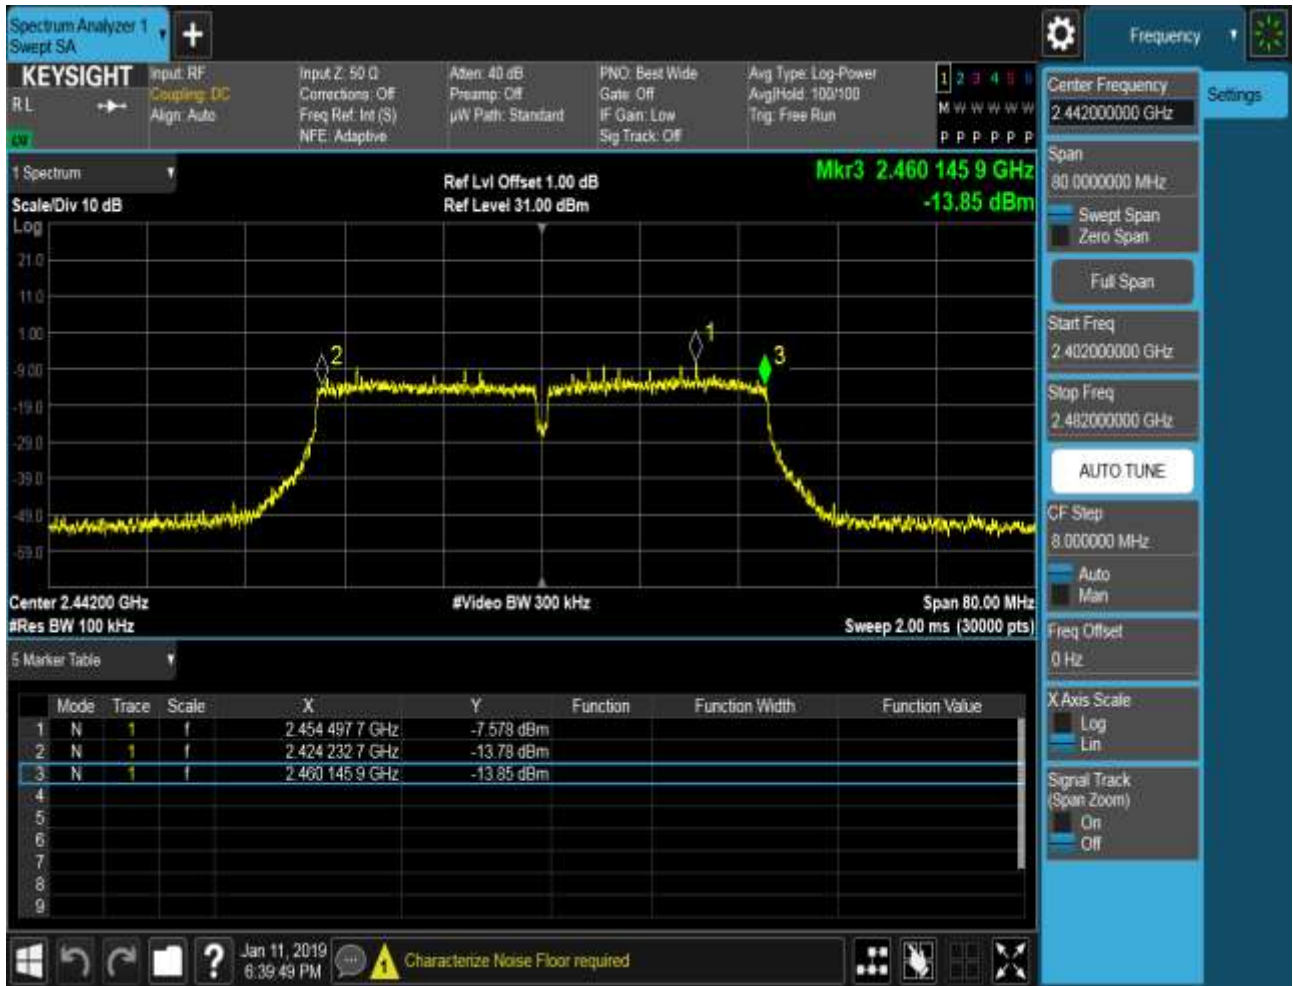 Spectrum Analyzer 1
Swept SA
+
Frequency
KEYSIGHT
RL
Input: RF
Coupling: DC
Align: Auto
Input Z: 50 Ω
Corrections: Off
Freq Ref: Int (S)
NFE: Adaptive
Atten: 40 dB
Preamp: Off
µW Path: Standard
PNO: Best Wide
Gate: Off
IF Gain: Low
Sig Track: Off
Avg Type: Log-Power
Avg|Hold: 100/100
Trig: Free Run
1 2 3 4 5 6
M W W W W W
P P P P P P
1 Spectrum
Scale/Div 10 dB
Ref Lvl Offset 1.00 dB
Ref Level 31.00 dBm
Mkr3 2.460 145 9 GHz
-13.85 dBm
Log
21.0
11.0
1.00
-9.00
-19.0
-29.0
-39.0
-49.0
-59.0
2
1
3
Center 2.44200 GHz
#Res BW 100 kHz
#Video BW 300 kHz
Span 80.00 MHz
Sweep 2.00 ms (30000 pts)
5 Marker Table
Mode Trace Scale X Y Function Function Width Function Value
1 N 1 f 2.454 497 7 GHz -7.578 dBm
2 N 1 f 2.424 232 7 GHz -13.78 dBm
3 N 1 f 2.460 145 9 GHz -13.85 dBm
4
5
6
7
8
9
Jan 11, 2019
6:39:49 PM
?
1
Characterize Noise Floor required
Center Frequency
2.442000000 GHz
Settings
Span
80.0000000 MHz
Swept Span
Zero Span
Full Span
Start Freq
2.402000000 GHz
Stop Freq
2.482000000 GHz
AUTO TUNE
CF Step
8.000000 MHz
Auto
Man
Freq Offset
0 Hz
X Axis Scale
Log
Lin
Signal Track
(Span Zoom)
On
Off